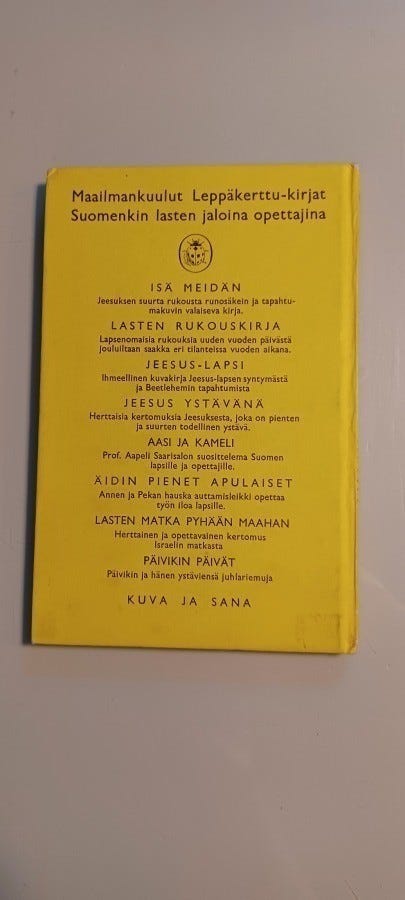 Maailmankuulut Leppäkerttu-kirjat
Suomenkin lasten jaloina opettajina
ISÄ MEIDÄN
Jeesuksen suurta rukousta runosäkein ja tapahtu-
makuvin valaiseva kirja.
LASTEN RUKOUSKIRJA
Lapsenomaisia rukouksia uuden vuoden päivästä
jouluiltaan saakka eri tilanteissa vuoden aikana.
JEESUS-LAPSI
Ihmeellinen kuvakirja Jeesus-lapsen syntymästä
ja Beetlehemin tapahtumista
JEESUS YSTÄVÄNÄ
Herttaisia kertomuksia Jeesuksesta, joka on pienten
ja suurten todellinen ystävä.
AASI JA KAMELI
Prof. Aapeli Saarisalon suosittelema Suomen
lapsille ja opettajille.
ÄIDIN PIENET APULAISET
Annen ja Pekan hauska auttamisleikki opettaa
työn iloa lapsille.
LASTEN MATKA PYHÄÄN MAAHAN
Herttainen ja opettavainen kertomus
Israelin matkasta
PÄIVIKIN PÄIVÄT
Päivikin ja hänen ystäviensä juhlariemuja
KUVA JA SANA